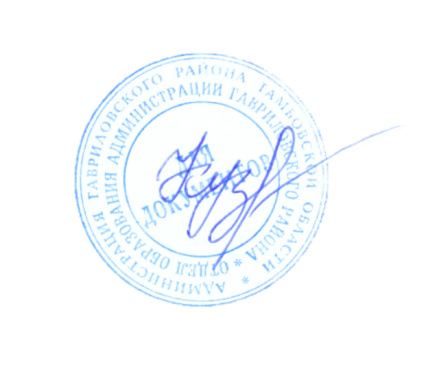 АДМИНИСТРАЦИЯ ГАВРИЛОВСКОГО РАЙОНА ТАМБОВСКОЙ ОБЛАСТИ *
ОТДЕЛ ОБРАЗОВАНИЯ АДМИНИСТРАЦИИ ГАВРИЛОВСКОГО РАЙОНА *
ДЛЯ
ДОКУМЕНТОВ